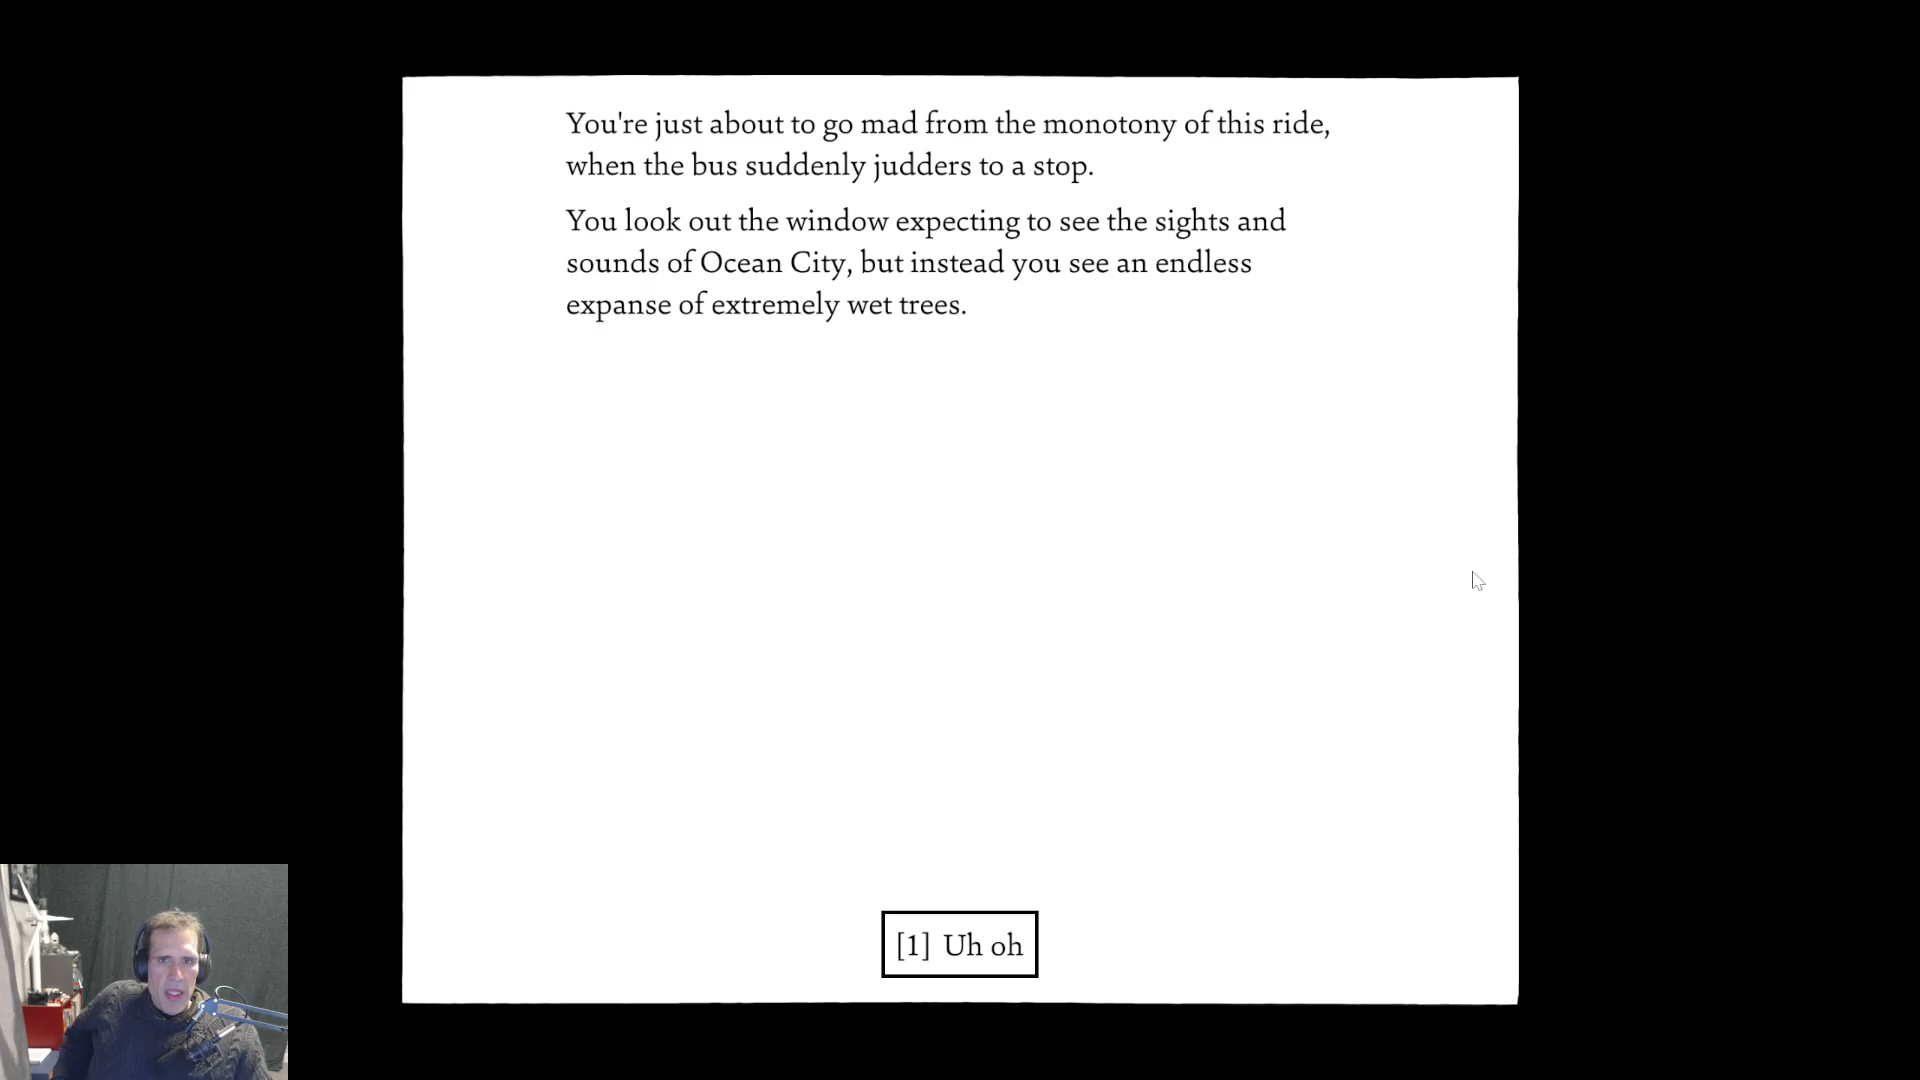 You're just about to go mad from the monotony of this ride,
when the bus suddenly judders to a stop.
You look out the window expecting to see the sights and
sounds of Ocean City, but instead you see an endless
expanse of extremely wet trees.
[1] Uh oh